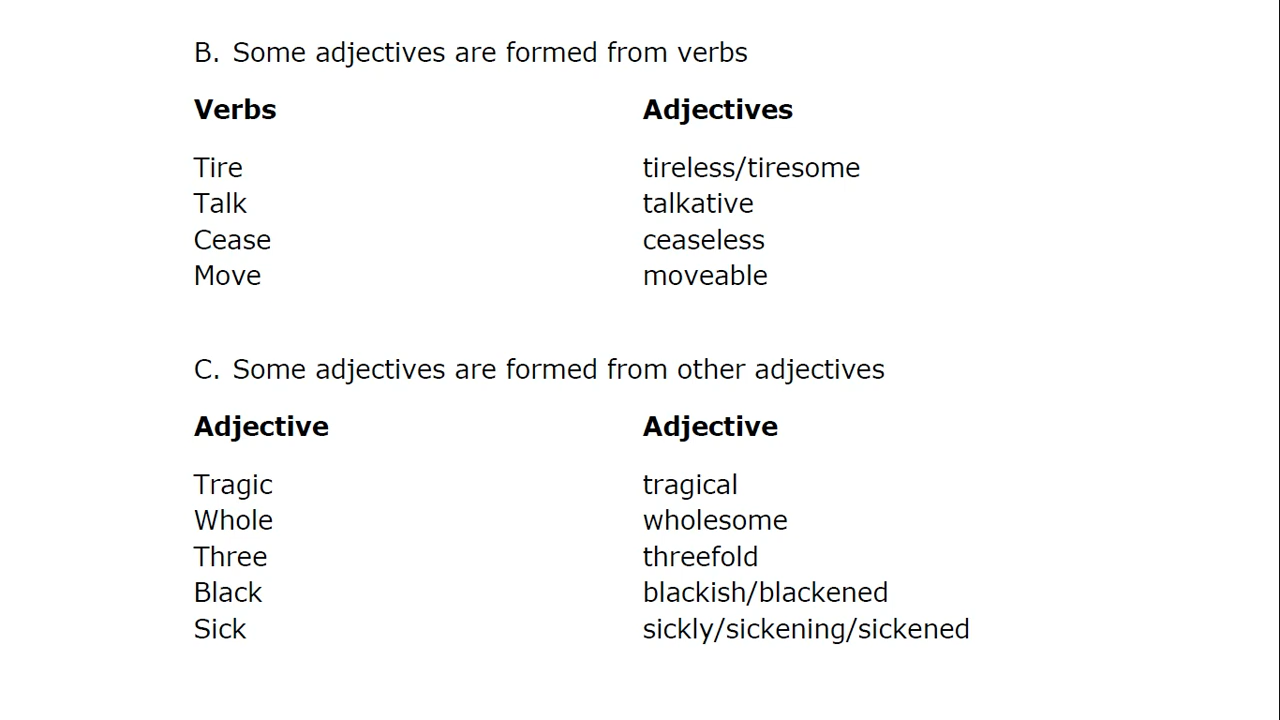 B. Some adjectives are formed from verbs
Verbs Adjectives
Tire tireless/tiresome
Talk talkative
Cease ceaseless
Move moveable
C. Some adjectives are formed from other adjectives
Adjective Adjective
Tragic tragical
Whole wholesome
Three threefold
Black blackish/blackened
Sick sickly/sickening/sickened